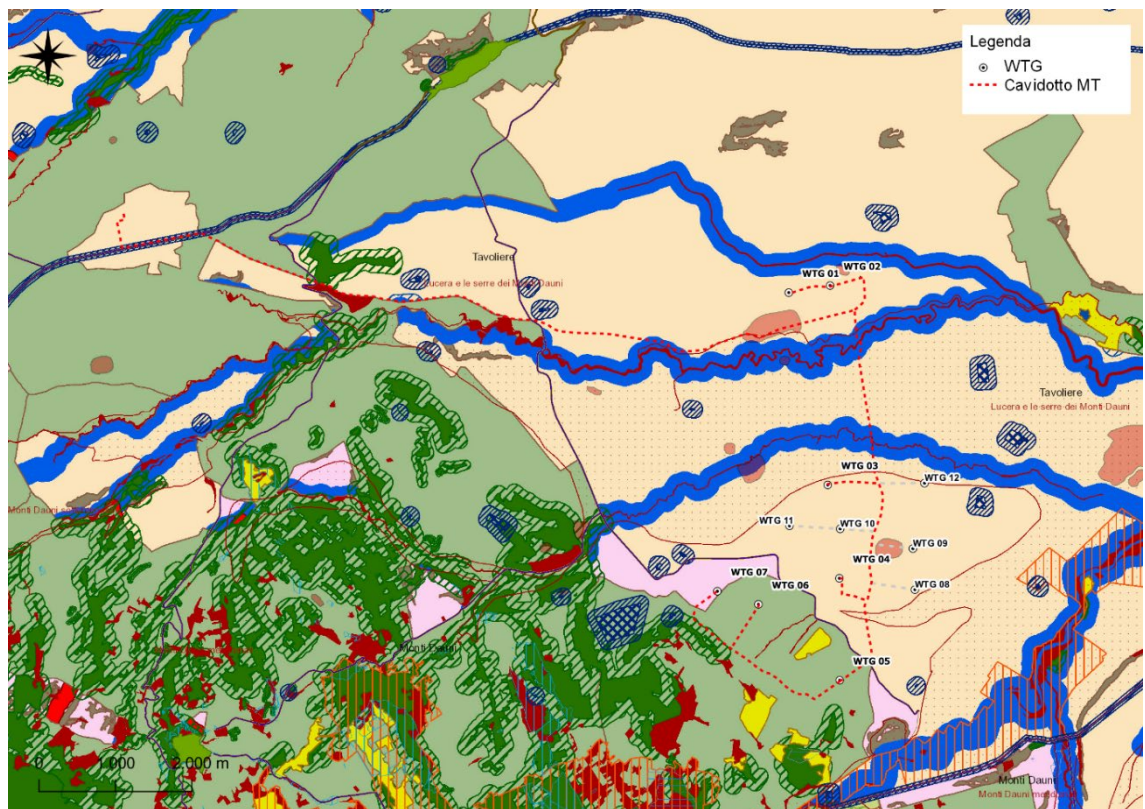 Legenda
WTG
Cavidotto MT
Tavoliere
Lucera e le serre dei Monti Dauni
WTG 01
WTG 02
Tavoliere
Lucera e le serre dei Monti Dauni
WTG 03
WTG 12
WTG 11
WTG 10
WTG 09
WTG 04
WTG 07
WTG 06
WTG 08
Monti Dauni
WTG 05
Monti Dauni
Monti Dauni
0 1.000 2.000 m